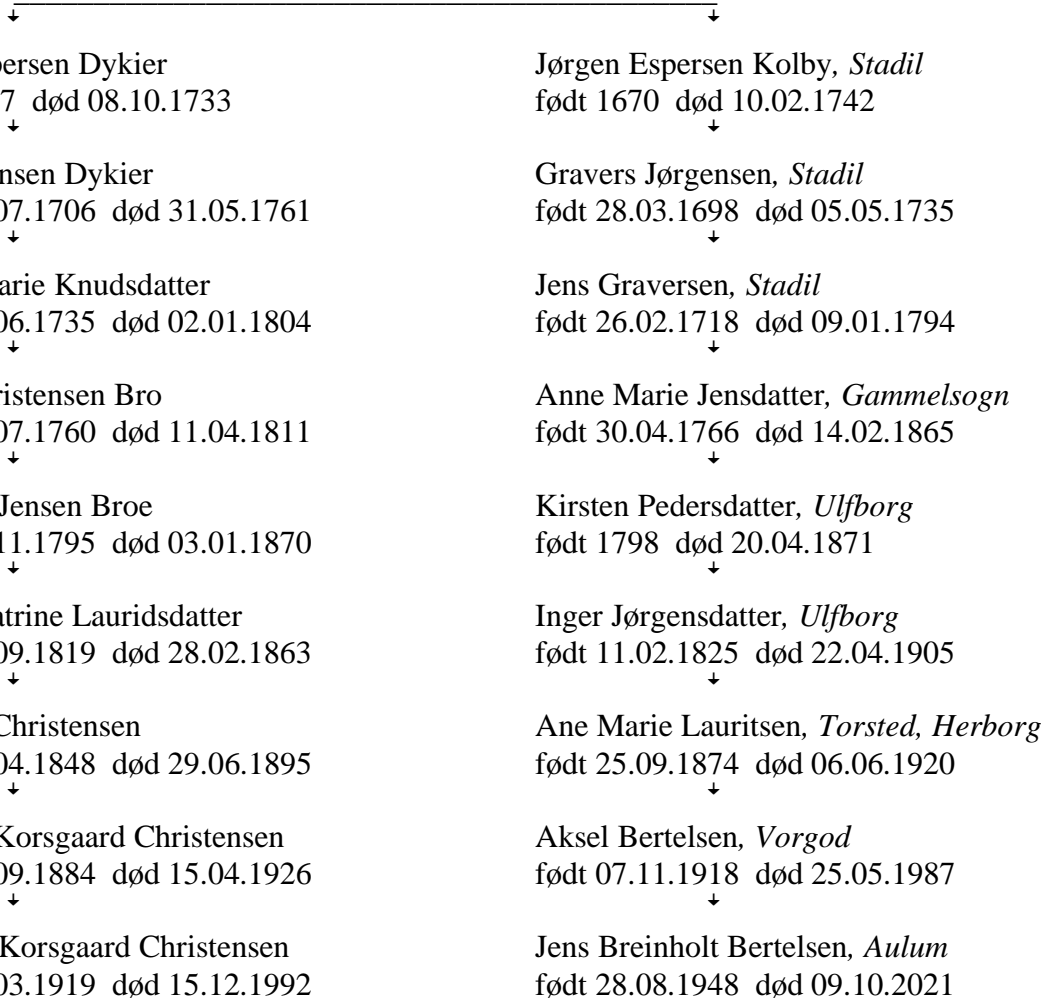 persen Dykier
7 død 08.10.1733
nsen Dykier
07.1706 død 31.05.1761
arie Knudsdatter
06.1735 død 02.01.1804
ristensen Bro
07.1760 død 11.04.1811
Jensen Broe
11.1795 død 03.01.1870
atrine Lauridsdatter
09.1819 død 28.02.1863
Christensen
04.1848 død 29.06.1895
Korsgaard Christensen
09.1884 død 15.04.1926
Korsgaard Christensen
03.1919 død 15.12.1992
Jørgen Espersen Kolby, Stadil
født 1670 død 10.02.1742
Gravers Jørgensen, Stadil
født 28.03.1698 død 05.05.1735
Jens Graversen, Stadil
født 26.02.1718 død 09.01.1794
Anne Marie Jensdatter, Gammelsogn
født 30.04.1766 død 14.02.1865
Kirsten Pedersdatter, Ulfborg
født 1798 død 20.04.1871
Inger Jørgensdatter, Ulfborg
født 11.02.1825 død 22.04.1905
Ane Marie Lauritsen, Torsted, Herborg
født 25.09.1874 død 06.06.1920
Aksel Bertelsen, Vorgod
født 07.11.1918 død 25.05.1987
Jens Breinholt Bertelsen, Aulum
født 28.08.1948 død 09.10.2021